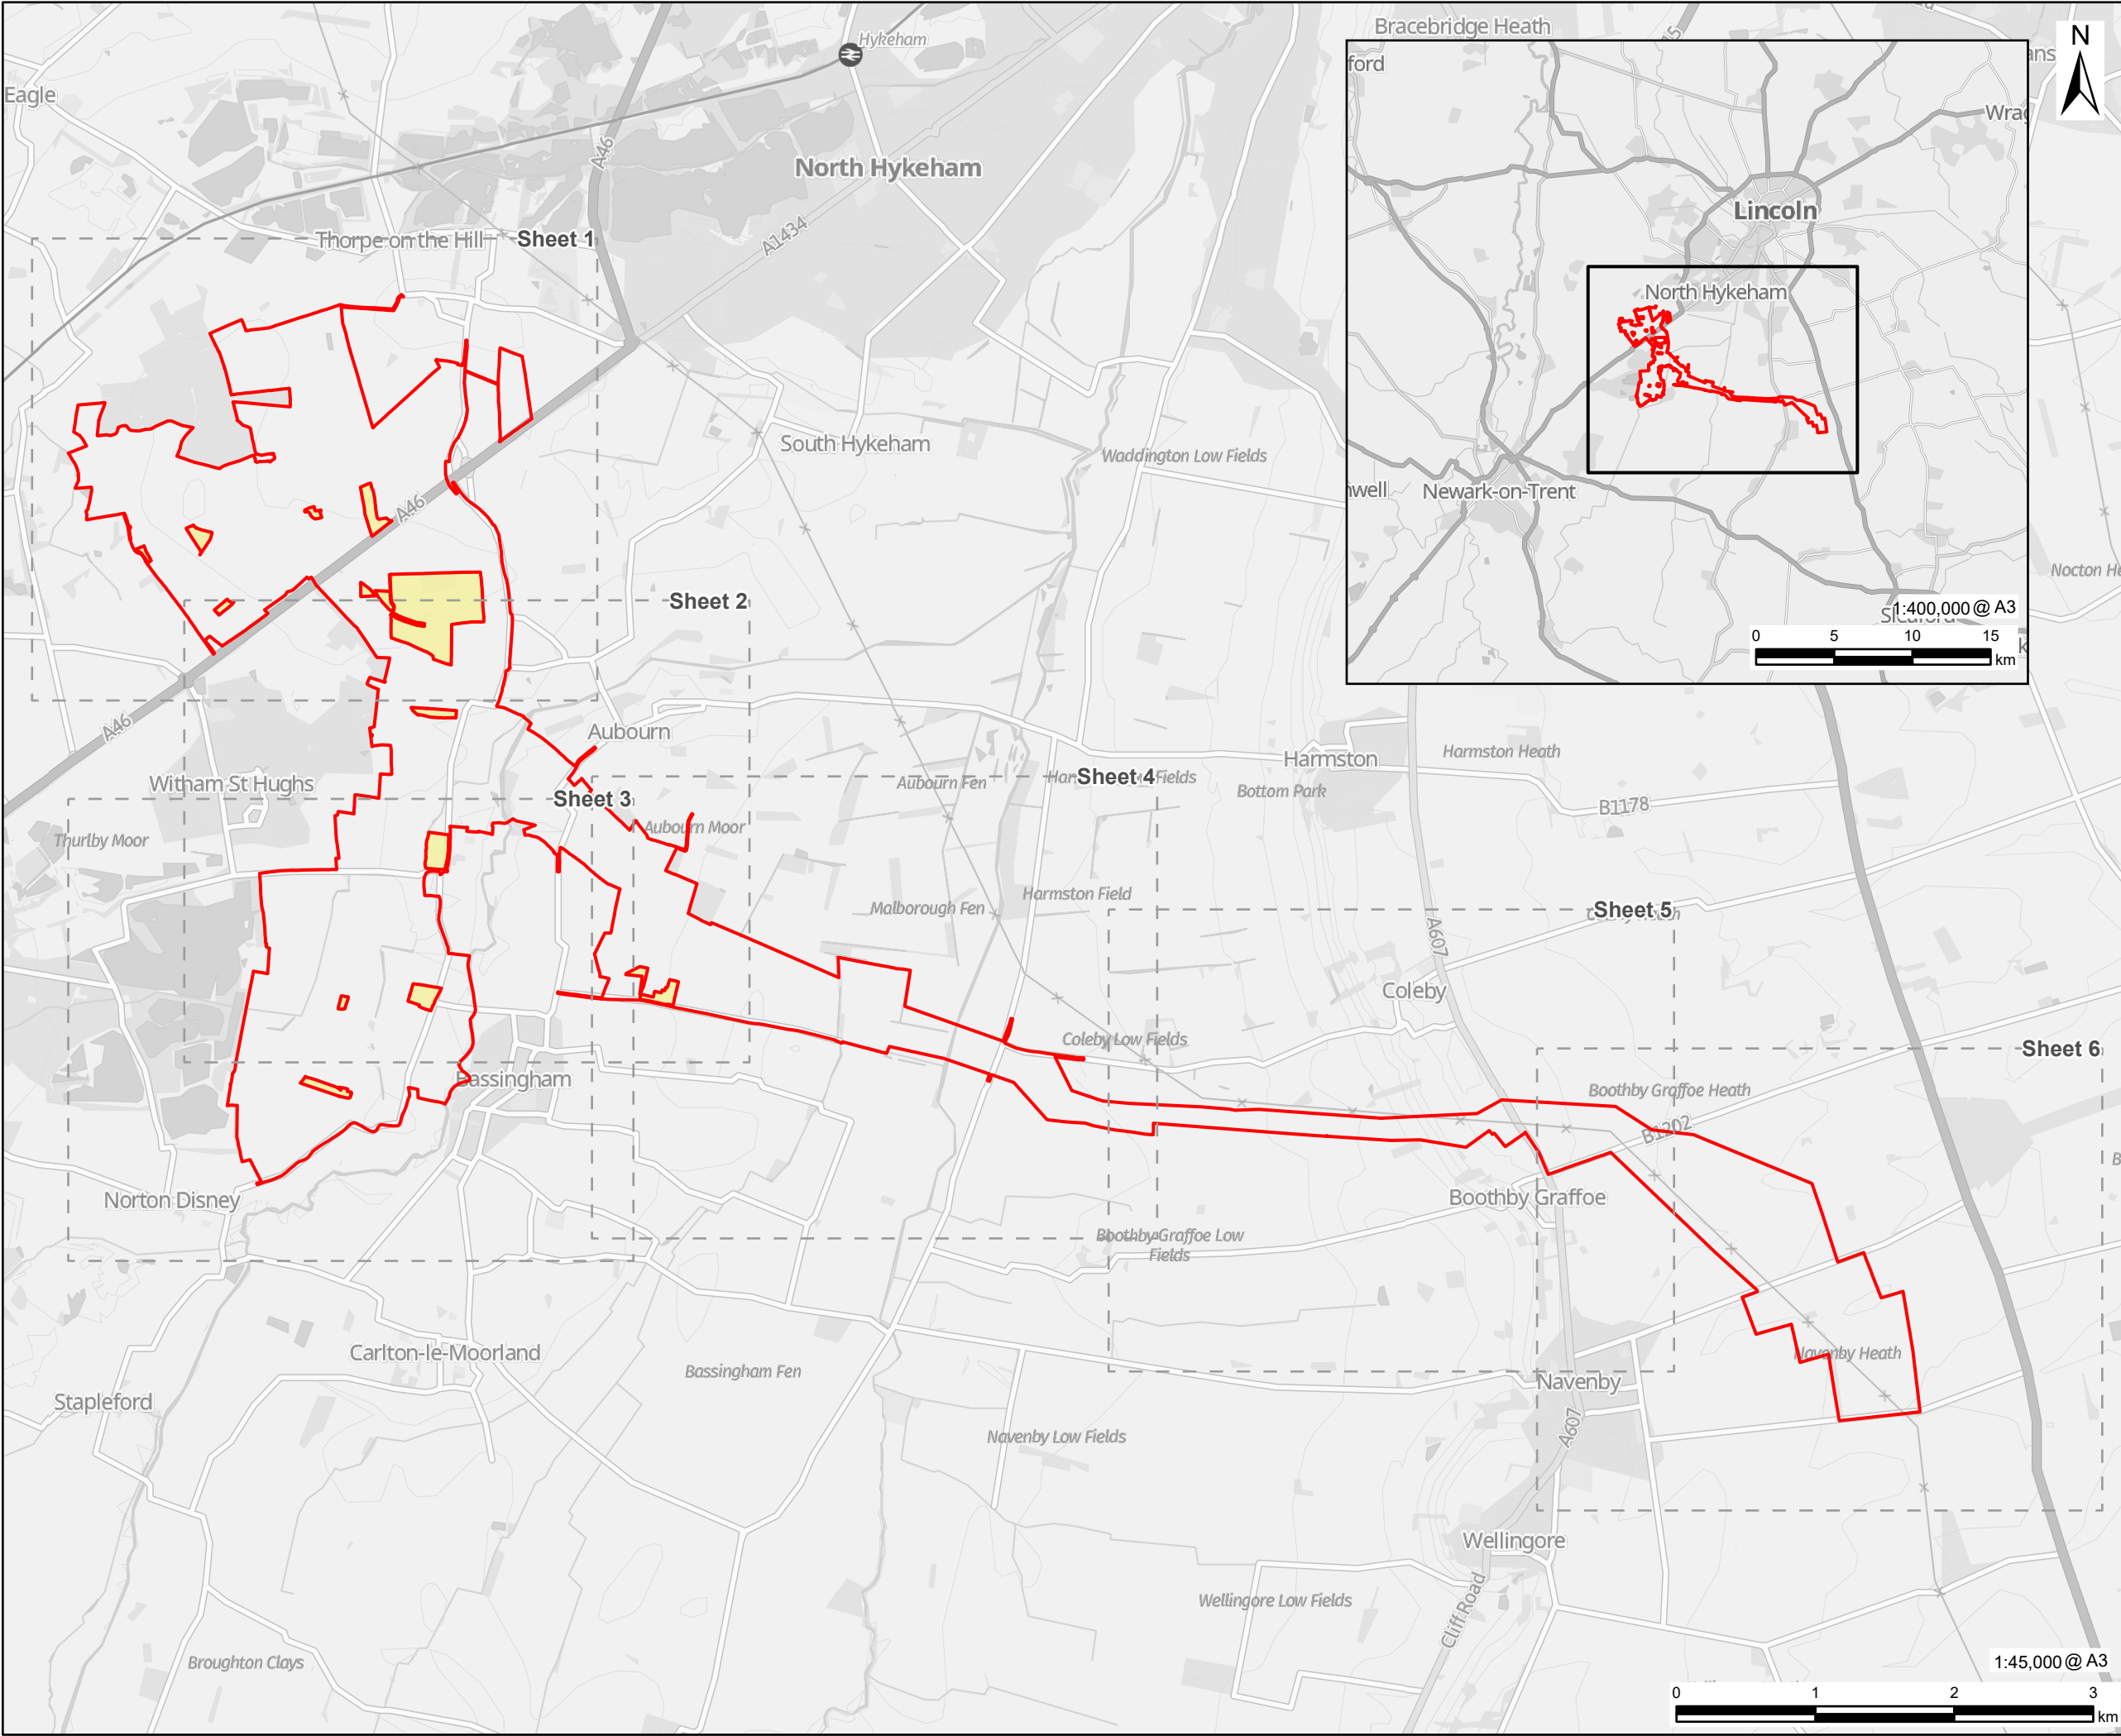 Bracebridge Heath
Hykeham
N
Eagle
A46
North Hykeham
A1434
Thorpe on the Hill
Sheet 1
Lincoln
North Hykeham
Newark-on-Trent
1:400,000 @ A3
0 5 10 15
km
South Hykeham
Waddington Low Fields
A46
Sheet 2
A46
Aubourn
Witham St Hughs
Harmston
Harmston Heath
Aubourn Fen
Sheet 4
Bottom Park
B1178
Sheet 3
Aubourn Moor
Thurlby Moor
Malborough Fen
Harmston Field
Sheet 5
A607
Coleby
Coleby Low Fields
Sheet 6
Bassingham
Boothby Graffoe Heath
B1202
Norton Disney
Boothby Graffoe
Boothby Graffoe Low
Fields
Carlton-le-Moorland
Bassingham Fen
Navenby Heath
Navenby
Stapleford
A607
Navenby Low Fields
Wellingore
Wellingore Low Fields
Cliff Road
Broughton Clays
1:45,000 @ A3
0 1 2 3
km